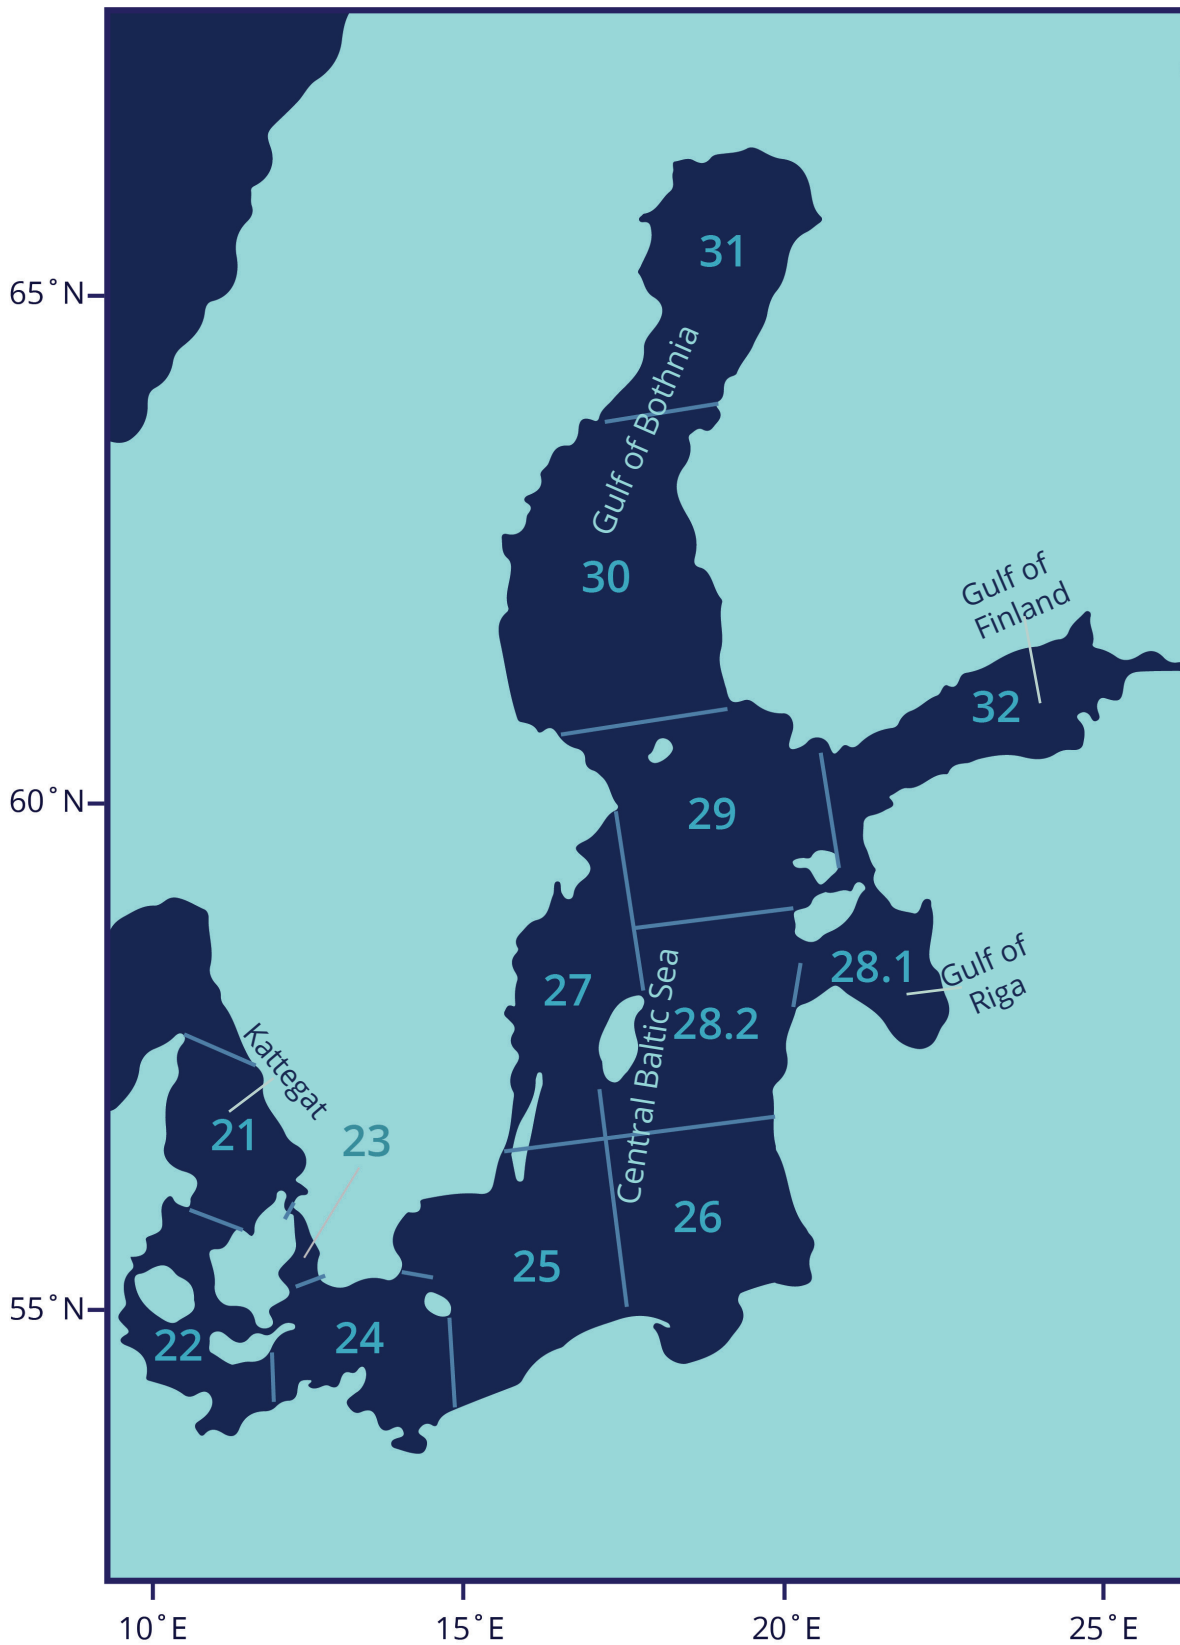 31
65°N
Gulf of Bothnia
30
Gulf of
Finland
32
60°N
29
27
28.1
Gulf of
Riga
28.2
Central Baltic Sea
Kattegat
21
23
26
25
55°N
22
24
10°E
15°E
20°E
25°E